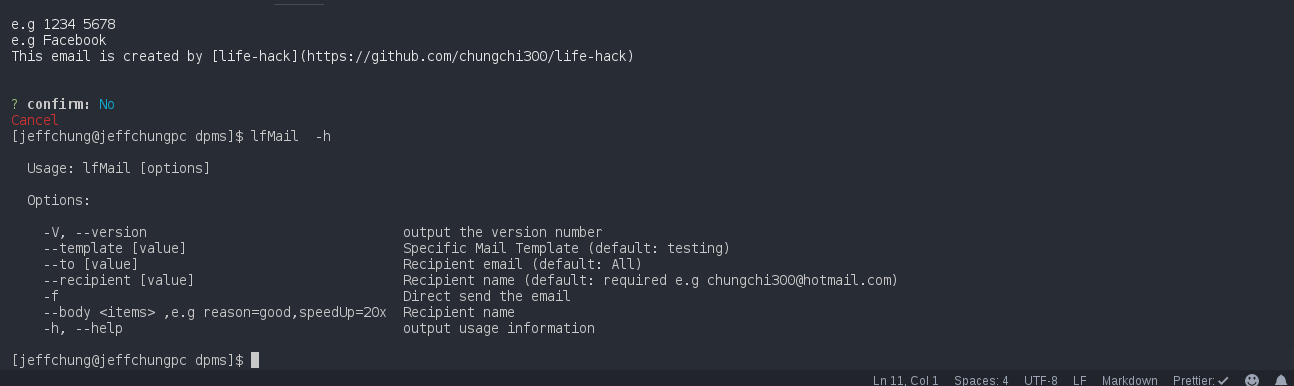 e.g 1234 5678
e.g Facebook
This email is created by [life-hack](https://github.com/chungchi300/life-hack)
? confirm: No
Cancel
[jeffchung@jeffchungpc dpms]$ lfMail  -h
Usage: lfMail [options]
Options:
-V, --version output the version number
--template [value] Specific Mail Template (default: testing)
--to [value] Recipient email (default: All)
--recipient [value] Recipient name (default: required e.g chungchi300@hotmail.com)
-f Direct send the email
--body <items> ,e.g reason=good,speedUp=20x Recipient name
-h, --help output usage information
[jeffchung@jeffchungpc dpms]$
Ln 11, Col 1 Spaces: 4 UTF-8 LF Markdown Prettier: ✓